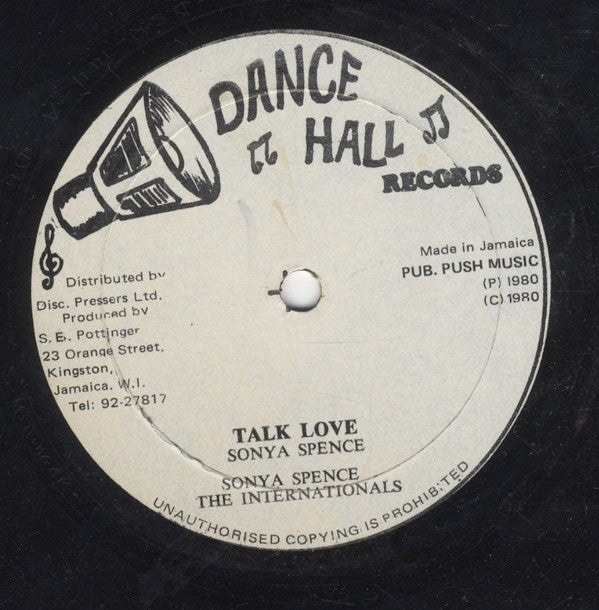 DANCE
HALL
RECORDS
Made in Jamaica
PUB. PUSH MUSIC
(P) 1980
(C) 1980
Distributed by
Disc. Pressers Ltd.
Produced by
S. E. Pottinger
23 Orange Street.
Kingston,
Jamaica. W.I.
Tel: 92-27817
TALK LOVE
SONYA SPENCE
SONYA SPENCE
THE INTERNATIONALS
UNAUTHORISED COPYING IS PROHIBITED